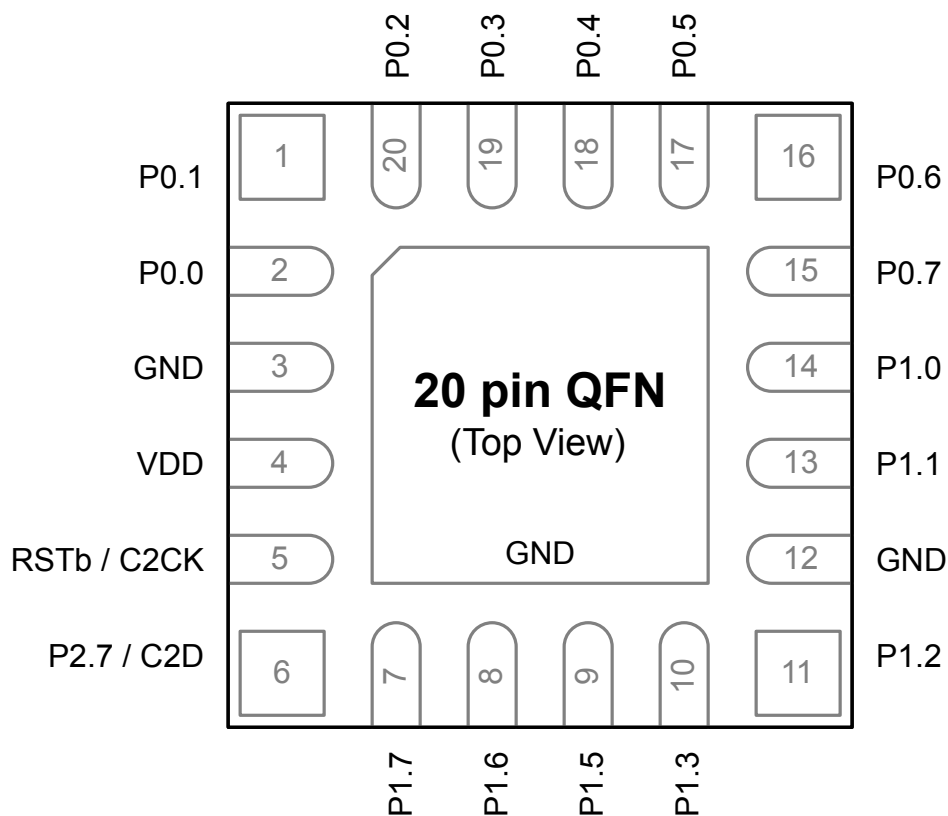 P0.2 P0.3 P0.4 P0.5
20 19 18 17
P0.1 1 16 P0.6
P0.0 2 15 P0.7
GND 3 14 P1.0
20 pin QFN
(Top View)
VDD 4 13 P1.1
RSTb / C2CK 5 GND 12 GND
P2.7 / C2D 6 11 P1.2
7 8 9 10
P1.7 P1.6 P1.5 P1.3